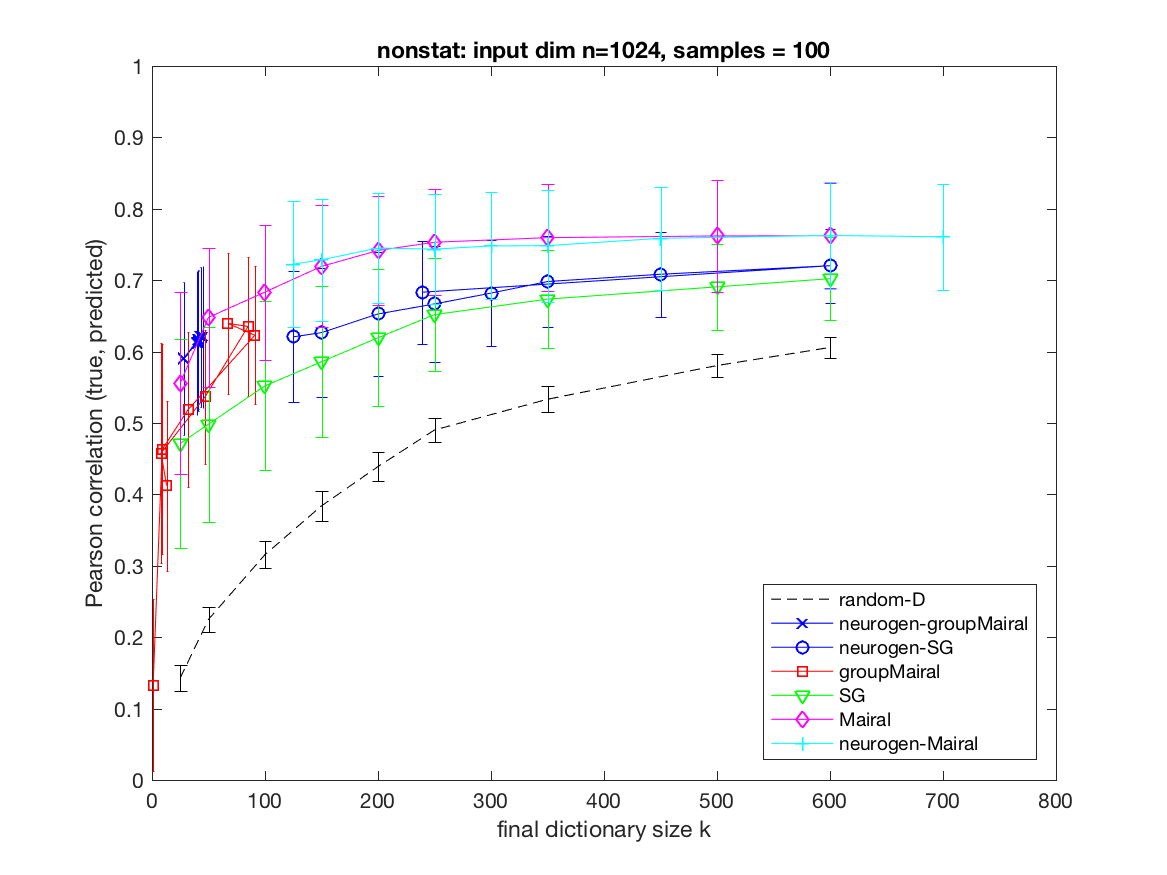 nonstat: input dim n=1024, samples = 100
Pearson correlation (true, predicted)
1
0.9
0.8
0.7
0.6
0.5
0.4
0.3
0.2
0.1
0
0 100 200 300 400 500 600 700 800
final dictionary size k
random-D
neurogen-groupMairal
neurogen-SG
groupMairal
SG
Mairal
neurogen-Mairal